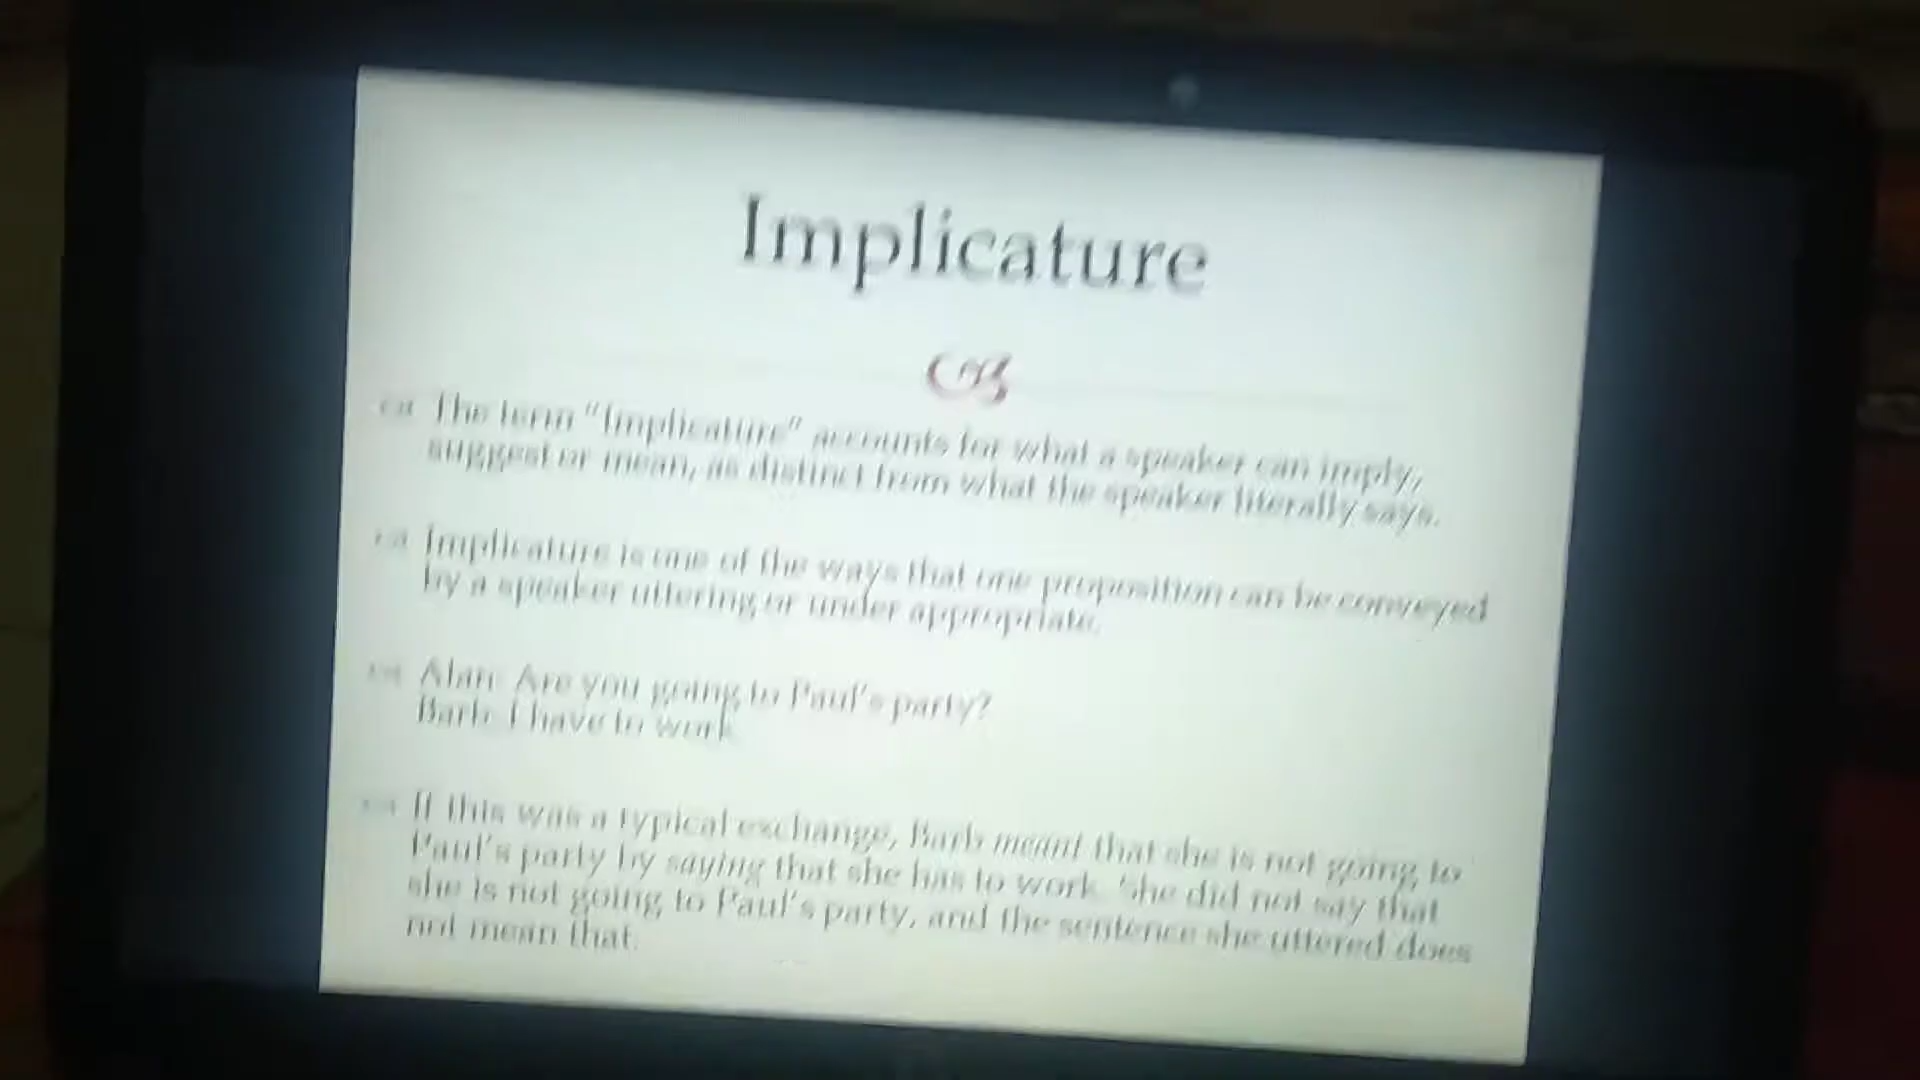 Implicature
The term "Implicature" accounts for what a speaker can imply,
suggest or mean, as distinct from what the speaker literally says.
Implicature is one of the ways that one proposition can be conveyed
by a speaker uttering or under appropriate.
Alan: Are you going to Paul's party?
Barb: I have to work.
If this was a typical exchange, Barb meant that she is not going to
Paul's party by saying that she has to work. She did not say that
she is not going to Paul's party, and the sentence she uttered does
not mean that.